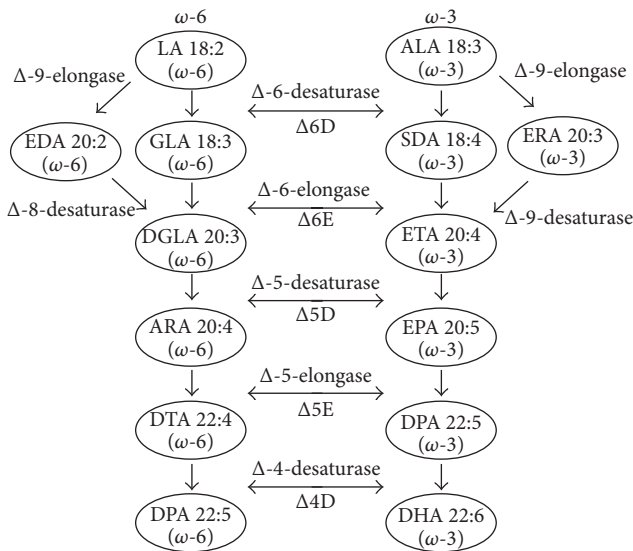 ω-6
ω-3
LA 18:2
(ω-6)
ALA 18:3
(ω-3)
Δ-9-elongase
Δ-9-elongase
Δ-6-desaturase
Δ6D
EDA 20:2
(ω-6)
GLA 18:3
(ω-6)
SDA 18:4
(ω-3)
ERA 20:3
(ω-3)
Δ-6-elongase
Δ6E
Δ-8-desaturase
Δ-9-desaturase
DGLA 20:3
(ω-6)
ETA 20:4
(ω-3)
Δ-5-desaturase
Δ5D
ARA 20:4
(ω-6)
EPA 20:5
(ω-3)
Δ-5-elongase
Δ5E
DTA 22:4
(ω-6)
DPA 22:5
(ω-3)
Δ-4-desaturase
Δ4D
DPA 22:5
(ω-6)
DHA 22:6
(ω-3)